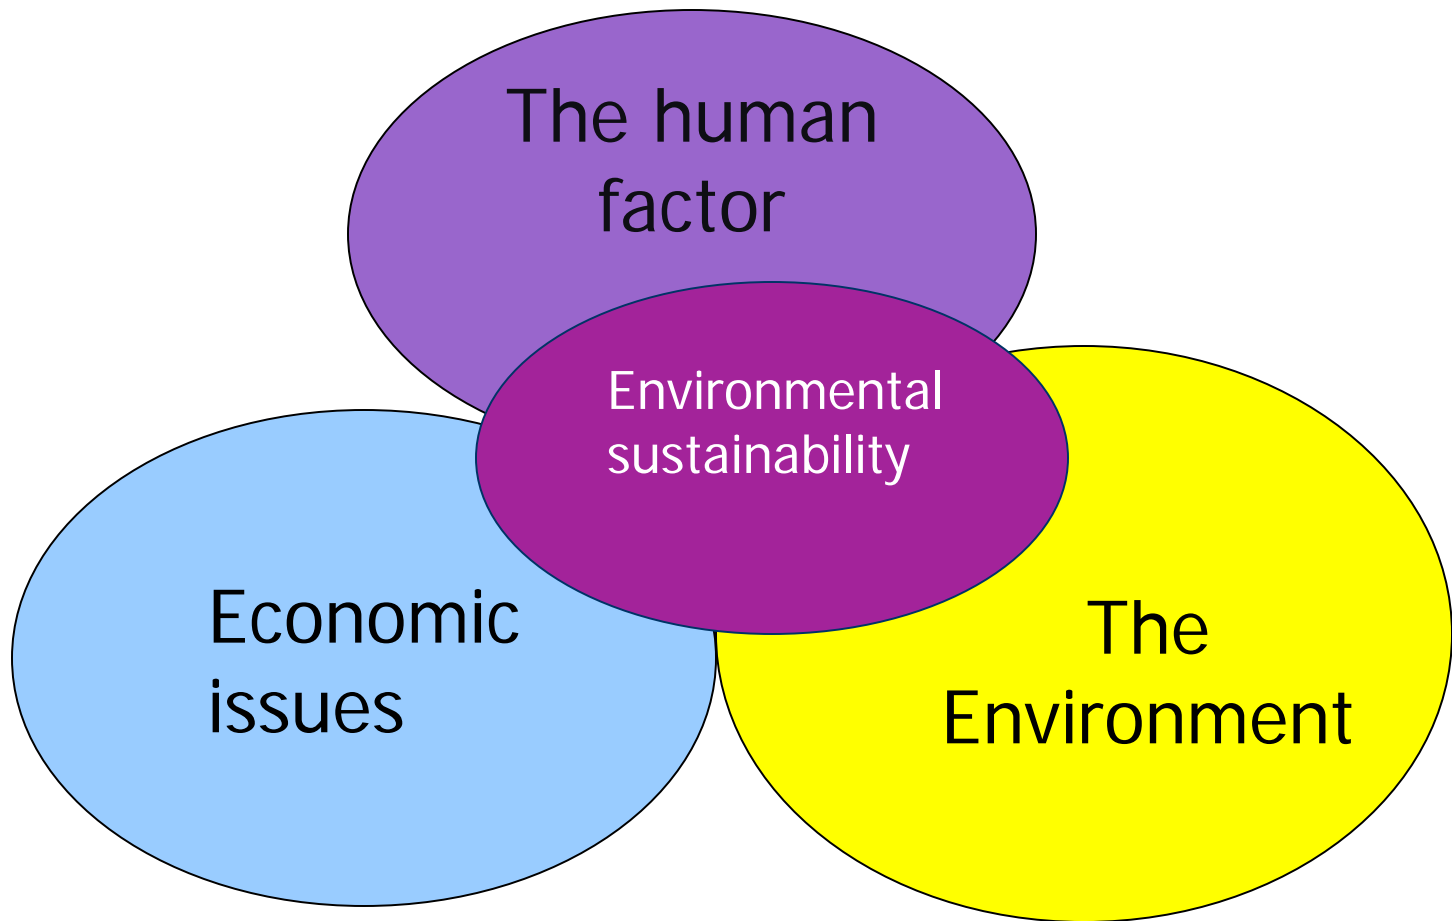 The human
factor
Environmental
sustainability
Economic
issues
The
Environment